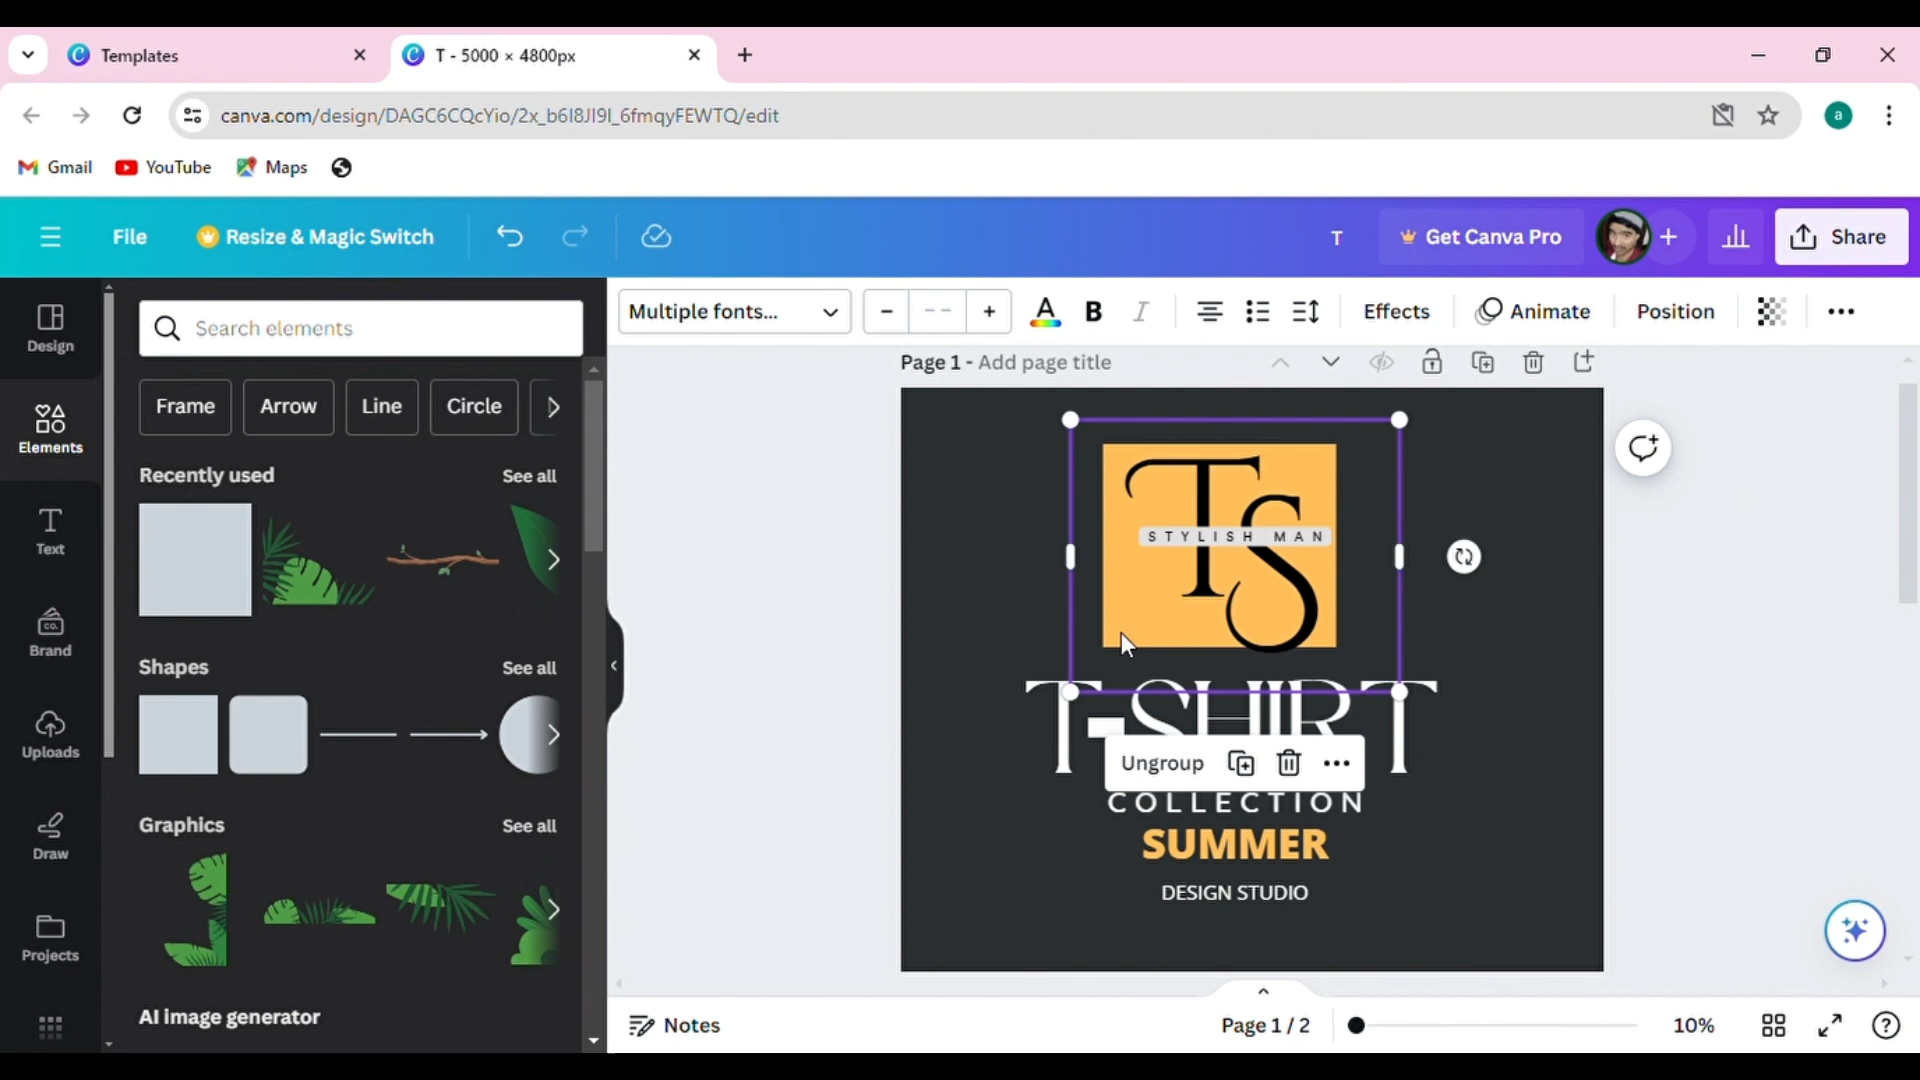 Templates
T - 5000 × 4800px
canva.com/design/DAGC6CQcYio/2x_b6I8JI9I_6fmqyFEWTQ/edit
a
Gmail
YouTube
Maps
File
Resize & Magic Switch
T
Get Canva Pro
Share
Design
Elements
Text
Brand
CO.
Uploads
Draw
Projects
Search elements
Frame
Arrow
Line
Circle
Recently used
See all
Shapes
See all
Graphics
See all
AI image generator
Multiple fonts...
- -
A
B
I
Effects
Animate
Position
Page 1 - Add page title
TS
STYLISH MAN
T-SHIRT
Ungroup
COLLECTION
SUMMER
DESIGN STUDIO
Notes
Page 1 / 2
10%